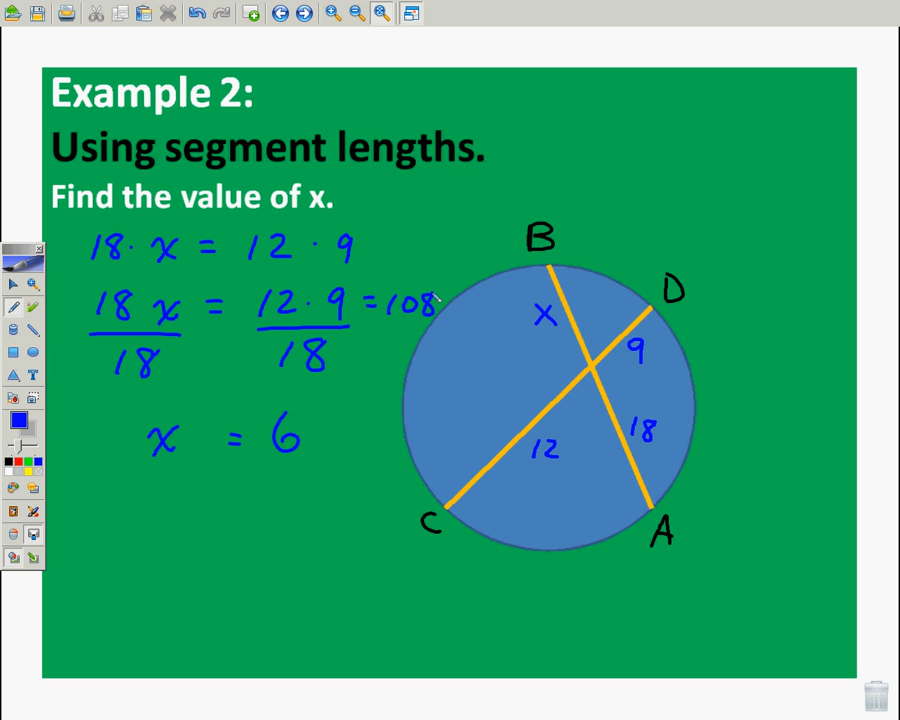 Example 2:
Using segment lengths.
Find the value of x.
18 · x = 12 · 9
18 x = 12 · 9 = 108
18 18
x = 6
B
D
x
9
18
12
C
A